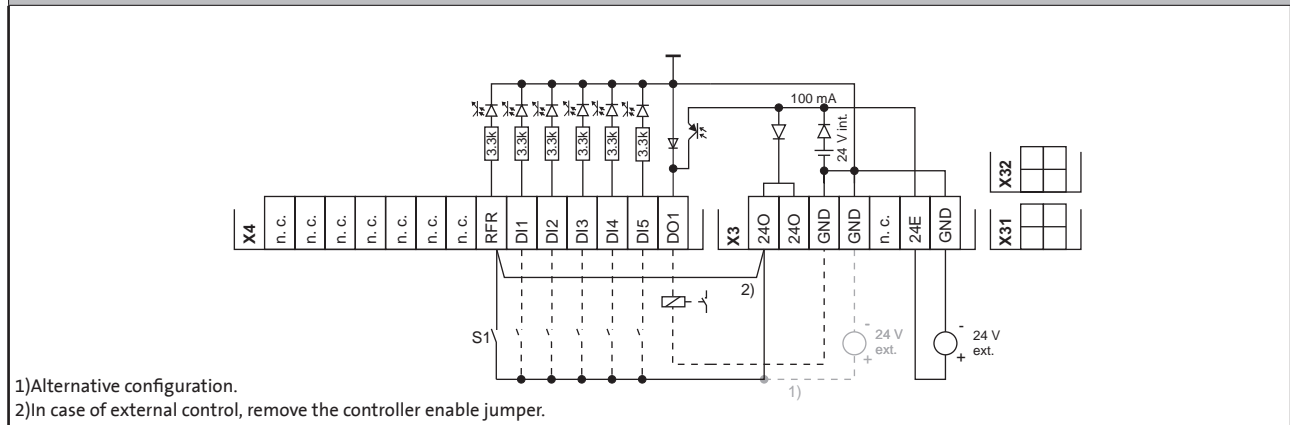 100 mA
3.3k 3.3k 3.3k 3.3k 3.3k 3.3k
24 V int.
X4 n. c. n. c. n. c. n. c. n. c. n. c. n. c. RFR DI1 DI2 DI3 DI4 DI5 DO1
X3 24O 24O GND GND n. c. 24E GND
X32
X31
2)
S1
- 24 V ext. +
- 24 V ext. +
1)
1)Alternative configuration.
2)In case of external control, remove the controller enable jumper.